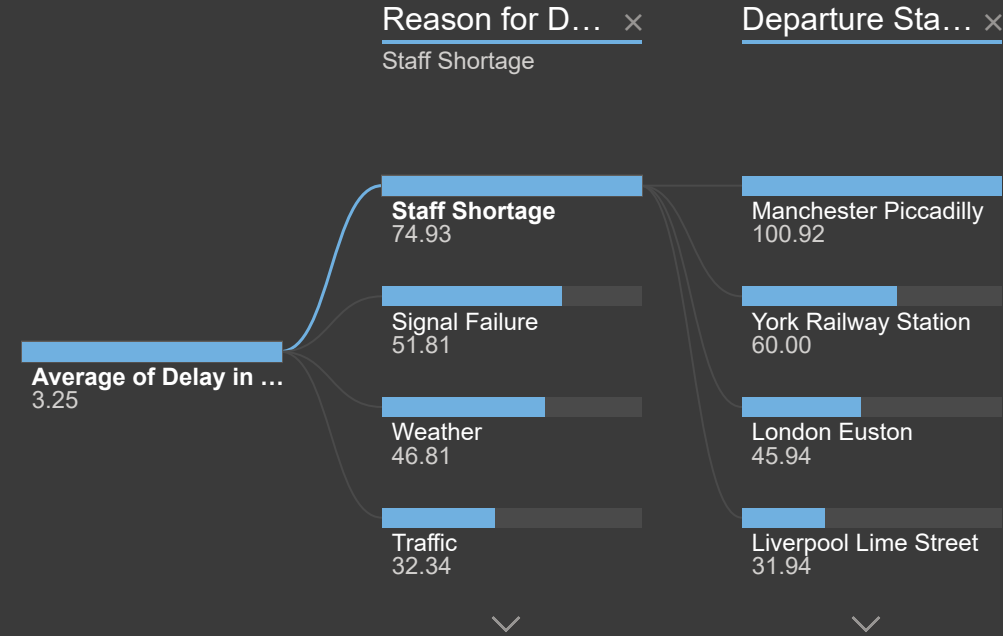 Reason for D…
Staff Shortage
Departure Sta…
Average of Delay in …
3.25
Staff Shortage
74.93
Signal Failure
51.81
Weather
46.81
Traffic
32.34
Manchester Piccadilly
100.92
York Railway Station
60.00
London Euston
45.94
Liverpool Lime Street
31.94